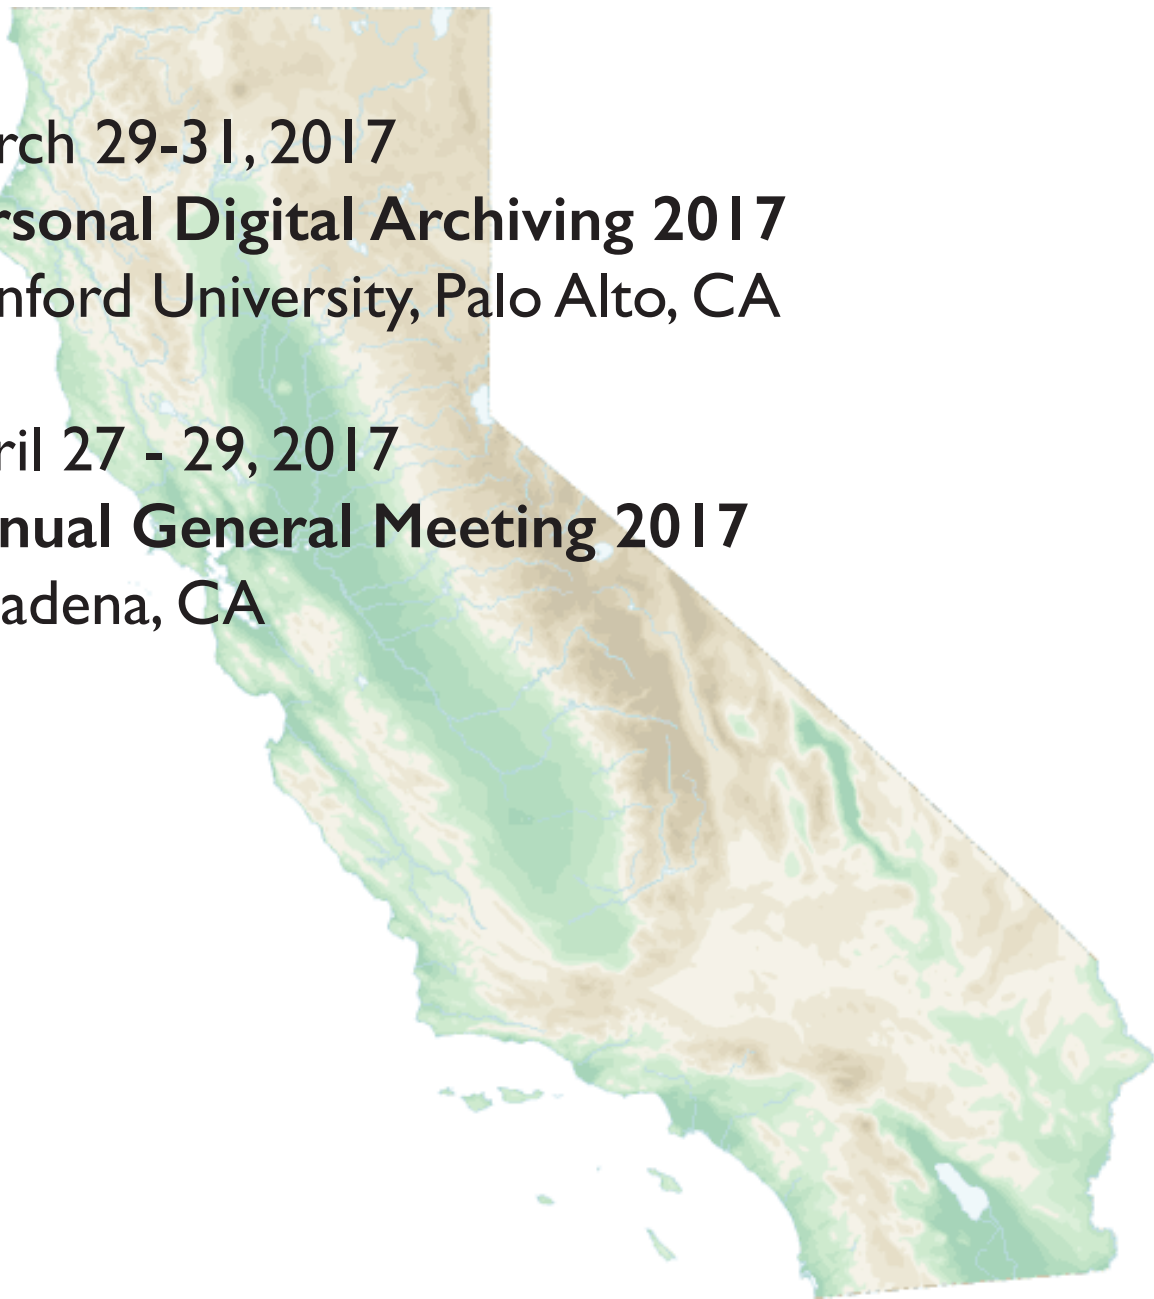 rch 29-31, 2017
rsonal Digital Archiving 2017
nford University, Palo Alto, CA
ril 27 - 29, 2017
nual General Meeting 2017
adena, CA